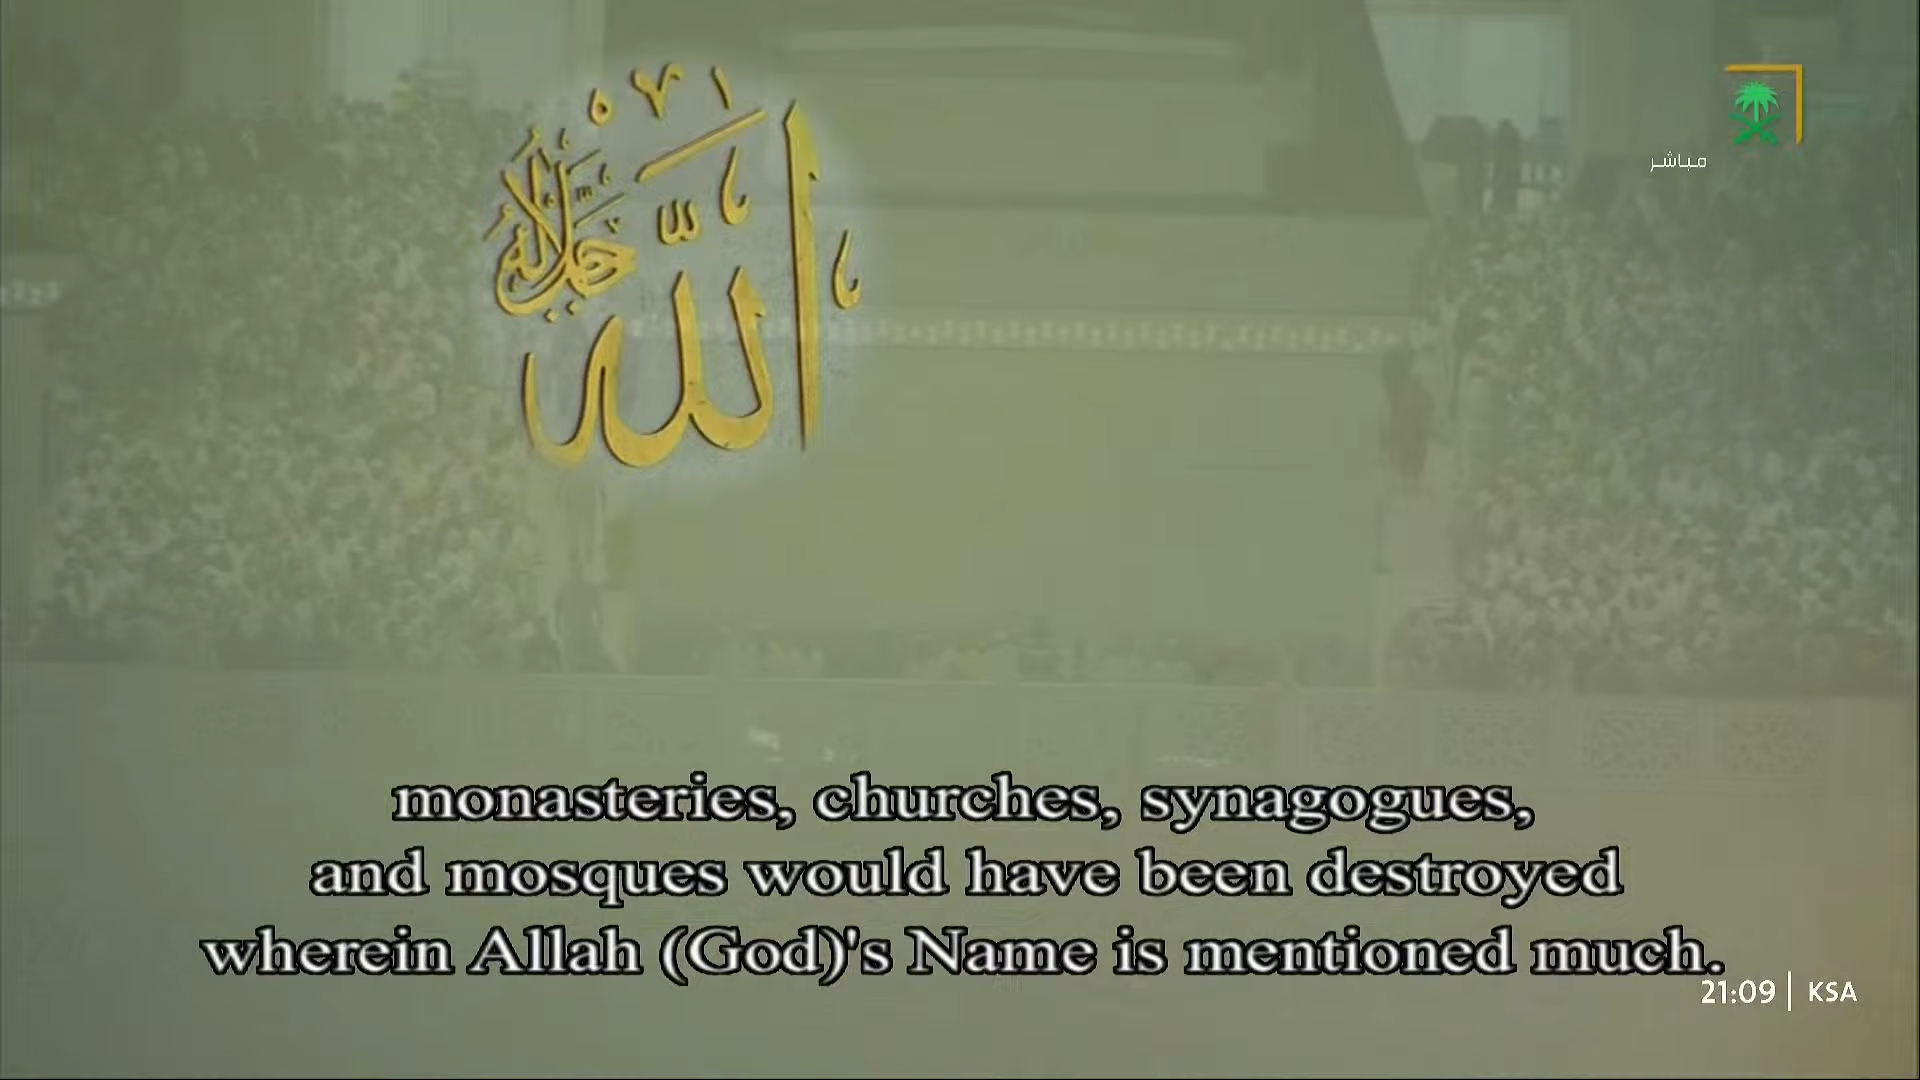 الله
جل جلاله
مباشر
monasteries, churches, synagogues,
and mosques would have been destroyed
wherein Allah (God)'s Name is mentioned much.
21:09 | KSA